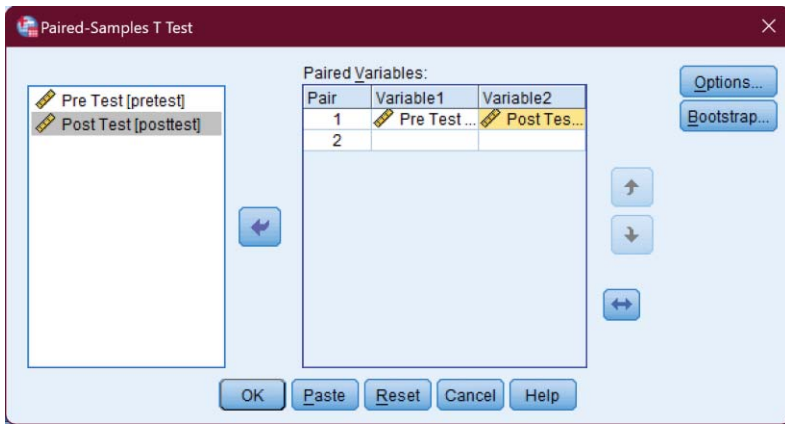 Paired-Samples T Test
Pre Test [pretest]
Post Test [posttest]
Paired Variables:
Pair Variable1 Variable2
1 Pre Test ... Post Tes...
2
Options...
Bootstrap...
OK Paste Reset Cancel Help